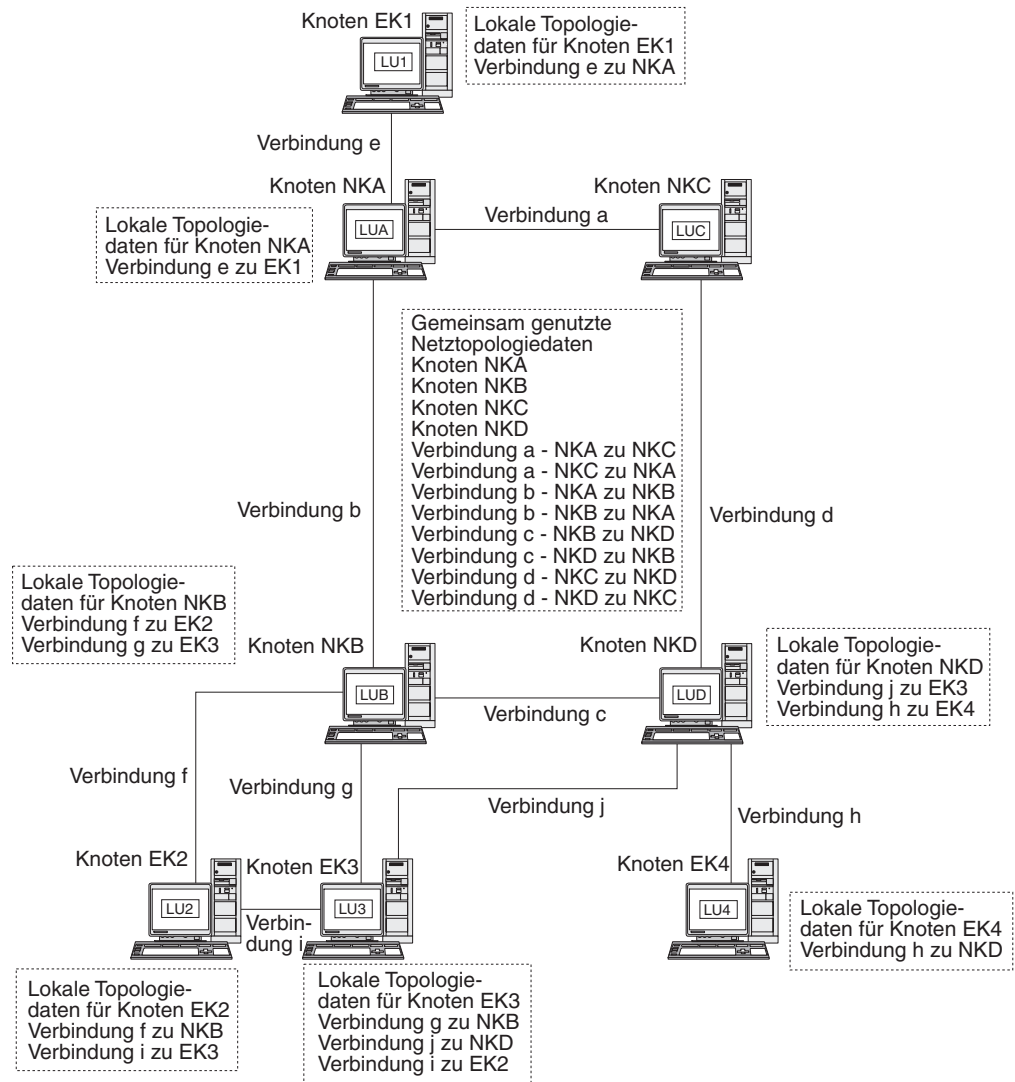 Knoten EK1
LU1
Lokale Topologie-
daten für Knoten EK1
Verbindung e zu NKA
Verbindung e
Knoten NKA
LUA
Lokale Topologie-
daten für Knoten NKA
Verbindung e zu EK1
Verbindung a
Knoten NKC
LUC
Gemeinsam genutzte
Netztopologiedaten
Knoten NKA
Knoten NKB
Knoten NKC
Knoten NKD
Verbindung a - NKA zu NKC
Verbindung a - NKC zu NKA
Verbindung b - NKA zu NKB
Verbindung b - NKB zu NKA
Verbindung c - NKB zu NKD
Verbindung c - NKD zu NKB
Verbindung d - NKC zu NKD
Verbindung d - NKD zu NKC
Verbindung b
Verbindung d
Lokale Topologie-
daten für Knoten NKB
Verbindung f zu EK2
Verbindung g zu EK3
Knoten NKB
LUB
Verbindung c
Knoten NKD
LUD
Lokale Topologie-
daten für Knoten NKD
Verbindung j zu EK3
Verbindung h zu EK4
Verbindung f
Verbindung g
Verbindung j
Verbindung h
Knoten EK2
LU2
Verbin-
dung i
Knoten EK3
LU3
Knoten EK4
LU4
Lokale Topologie-
daten für Knoten EK4
Verbindung h zu NKD
Lokale Topologie-
daten für Knoten EK2
Verbindung f zu NKB
Verbindung i zu EK3
Lokale Topologie-
daten für Knoten EK3
Verbindung g zu NKB
Verbindung j zu NKD
Verbindung i zu EK2